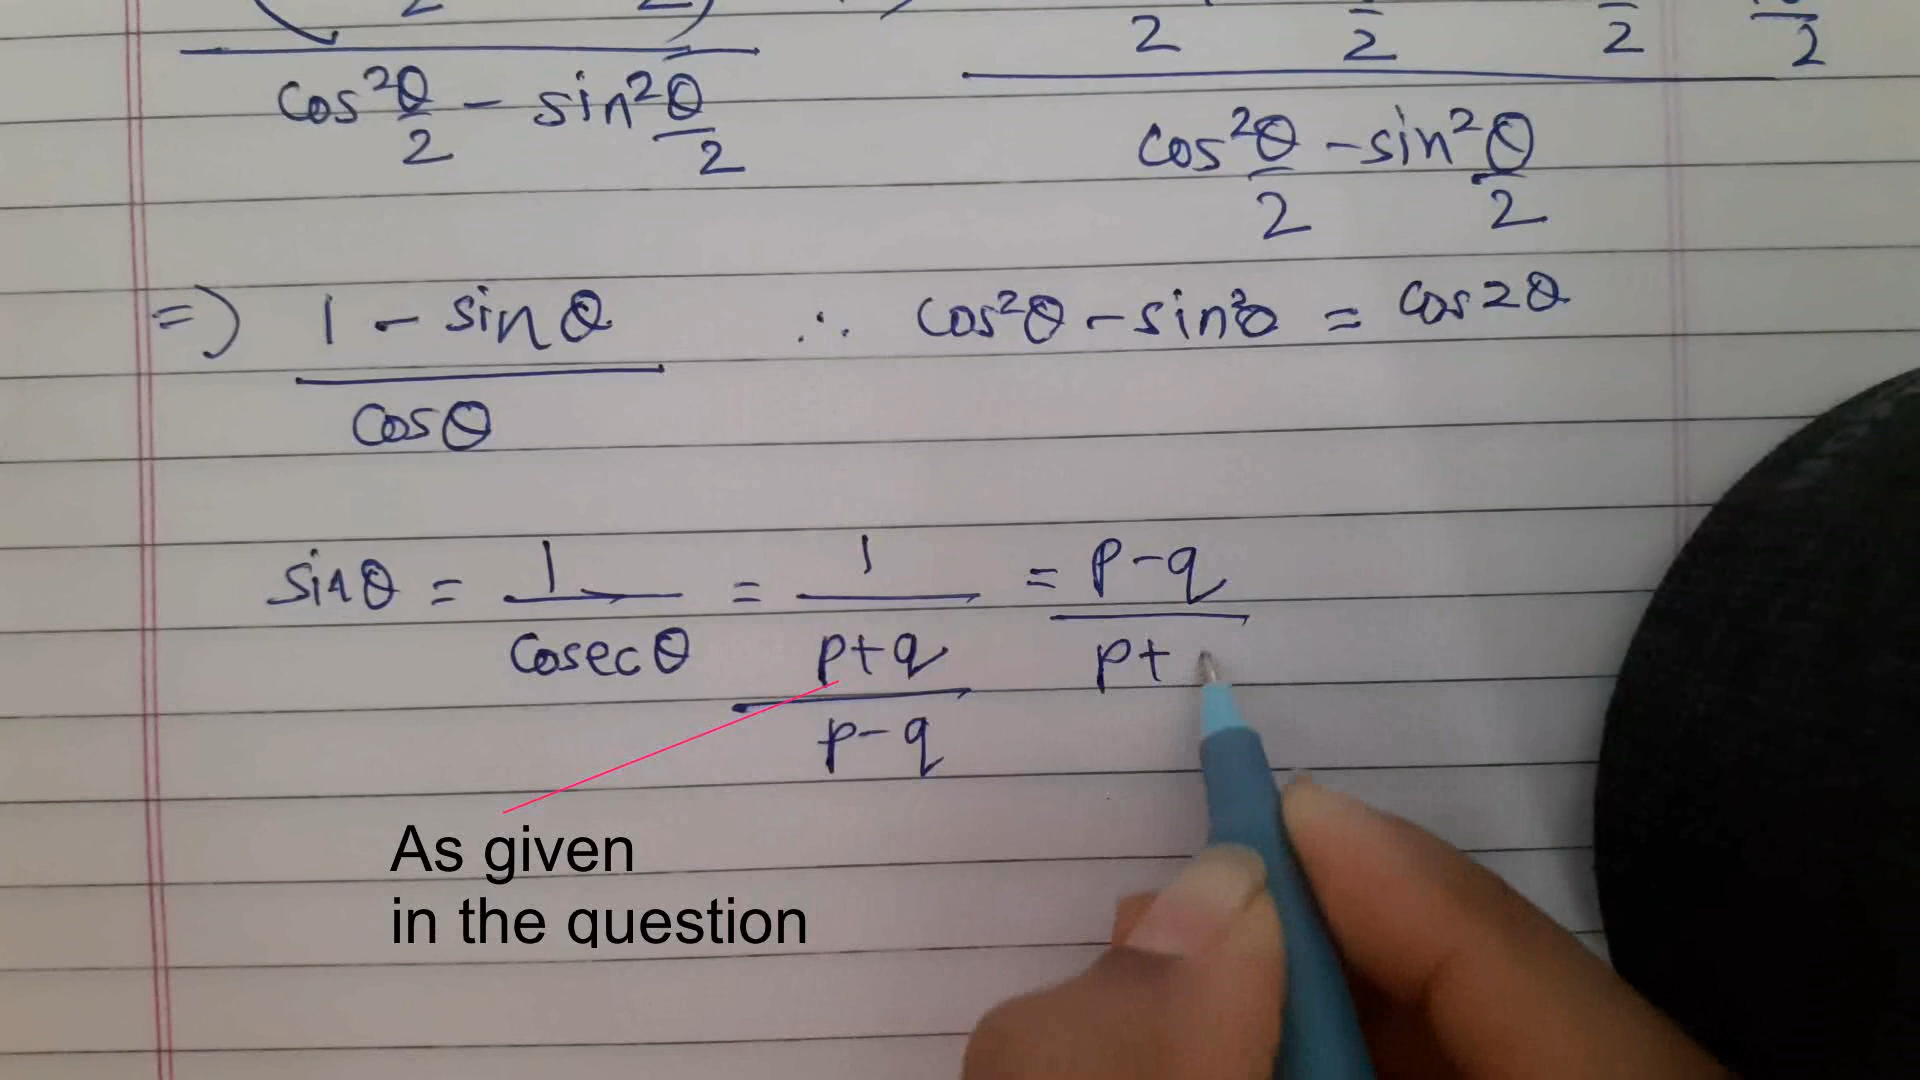 2 2 2 2
cos²θ/2 - sin²θ/2 cos²θ/2 - sin²θ/2
=) 1 - sinθ / cosθ ∴ cos²θ - sin²θ = cos2θ
sinθ = 1 / cosecθ = 1 / p+q / p-q = p-q / p+
As given
in the question